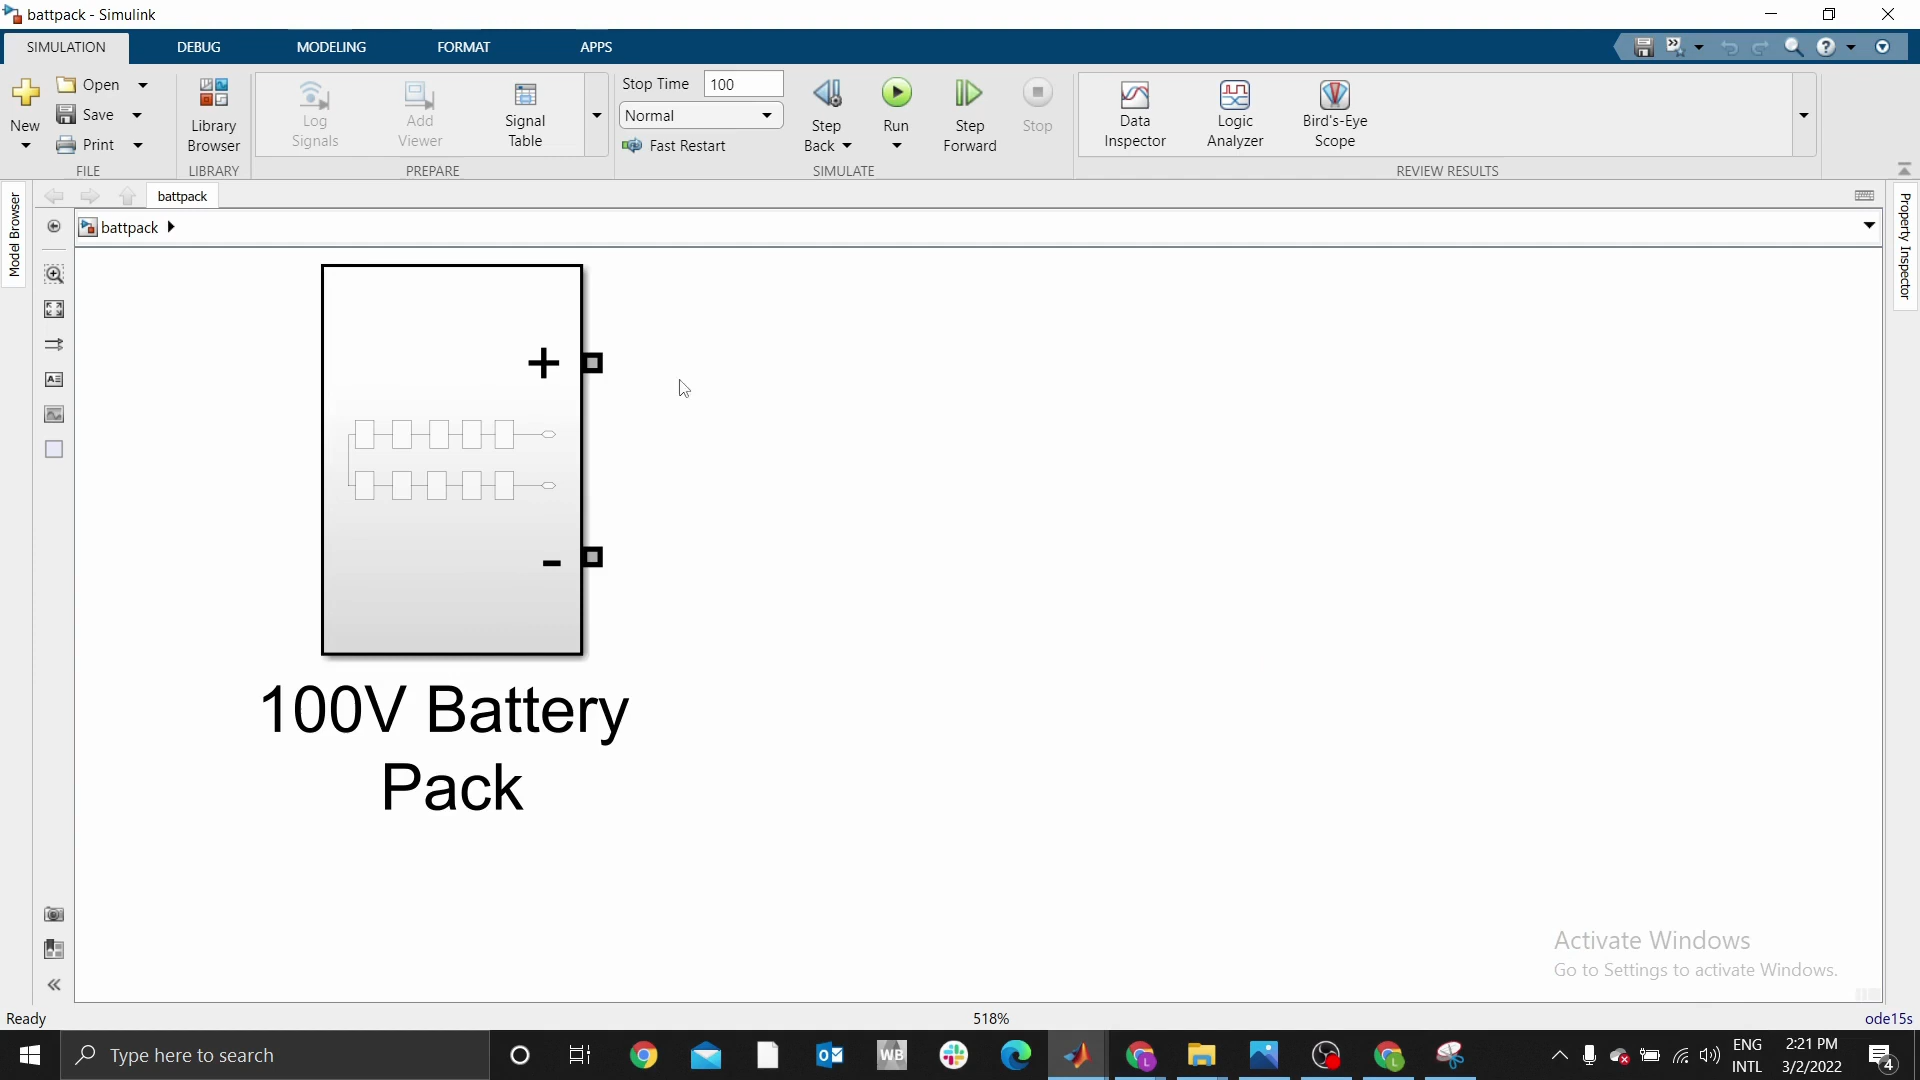 battpack - Simulink
SIMULATION
DEBUG
MODELING
FORMAT
APPS
New
Open
Save
Print
FILE
Library
Browser
LIBRARY
Log
Signals
Add
Viewer
Signal
Table
PREPARE
Stop Time
100
Normal
Fast Restart
Step
Back
Run
Step
Forward
Stop
SIMULATE
Data
Inspector
Logic
Analyzer
Bird's-Eye
Scope
REVIEW RESULTS
Model Browser
battpack
battpack
Property Inspector
+
-
100V Battery
Pack
Activate Windows
Go to Settings to activate Windows.
Ready
518%
ode15s
Type here to search
WB
ENG
INTL
2:21 PM
3/2/2022
4